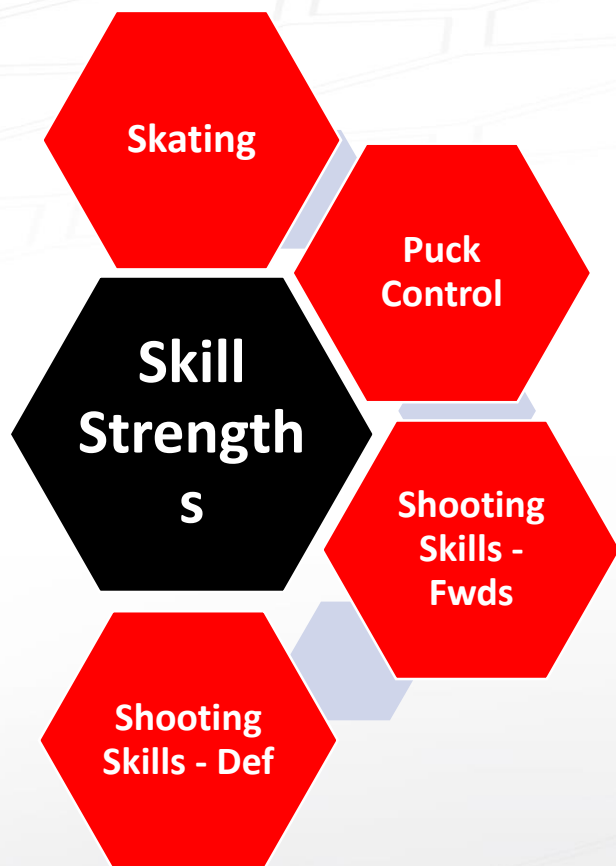 Skating
Puck
Control
Skill
Strength
s
Shooting
Skills -
Fwds
Shooting
Skills - Def